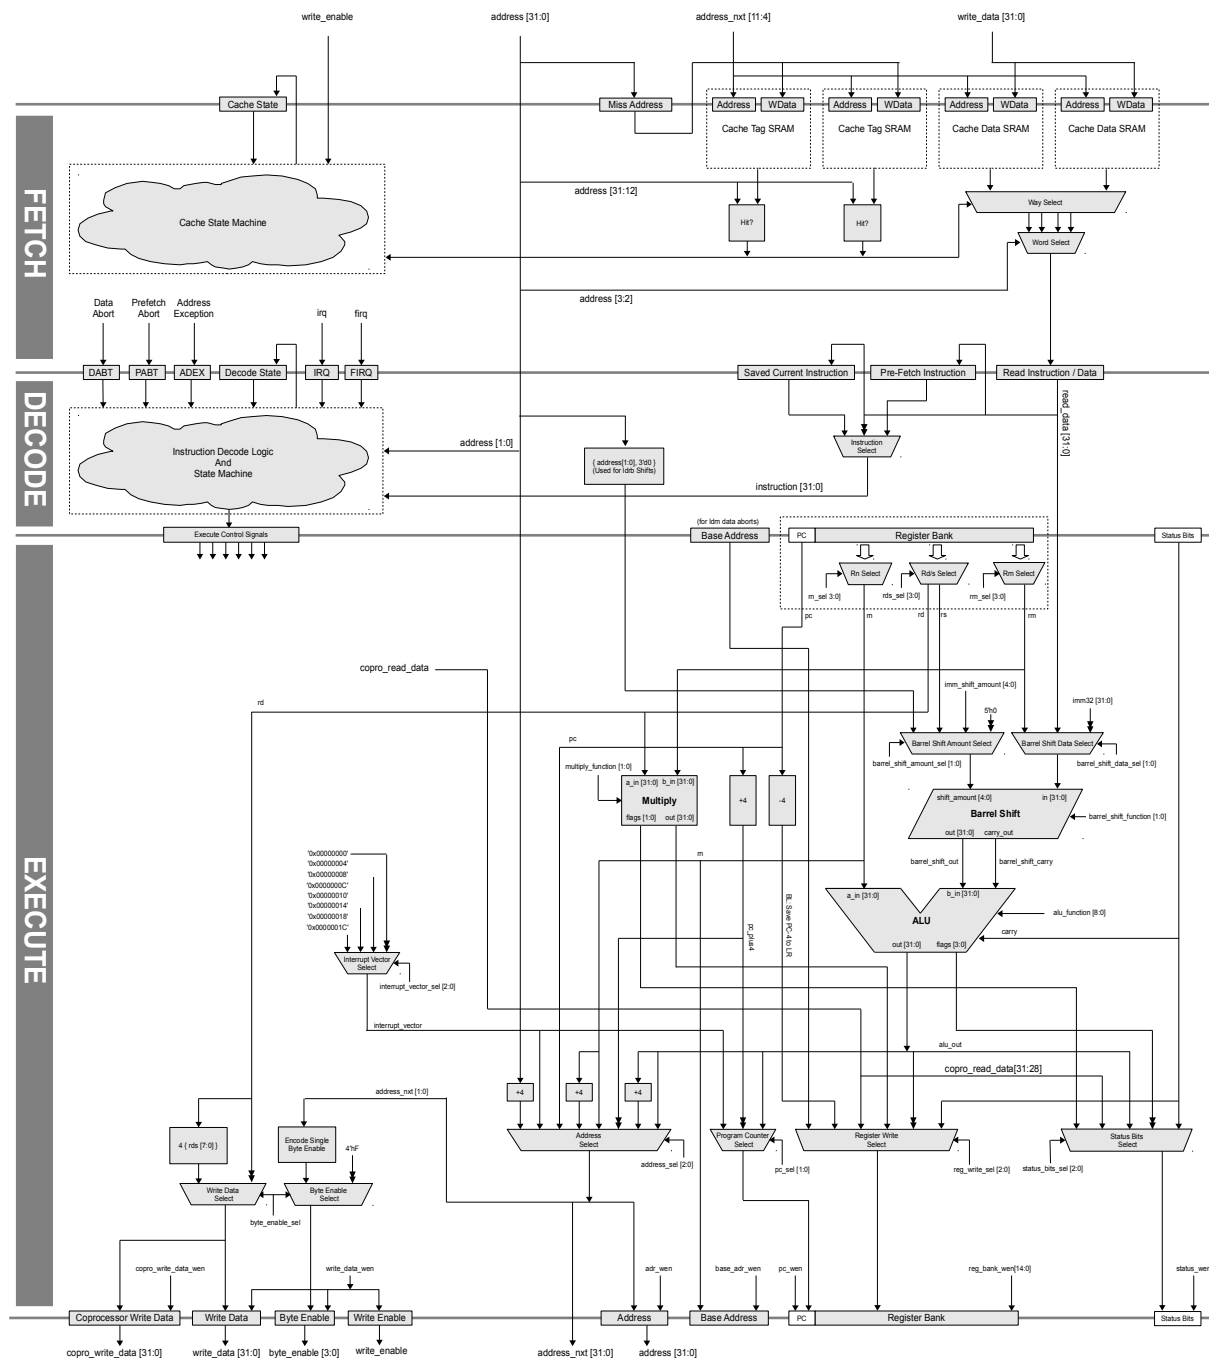 write_enable
address [31:0]
address_nxt [11:4]
write_data [31:0]
Cache State
Miss Address
Address
WData
Address
WData
Address
WData
Address
WData
Cache Tag SRAM
Cache Tag SRAM
Cache Data SRAM
Cache Data SRAM
FETCH
address [31:12]
Way Select
Cache State Machine
Hit?
Hit?
Word Select
address [3:2]
Data
Abort
Prefetch
Abort
Address
Exception
irq
firq
DABT
PABT
ADEX
Decode State
IRQ
FIRQ
Saved Current Instruction
Pre-Fetch Instruction
Read Instruction / Data
DECODE
read_data [31:0]
address [1:0]
Instruction
Select
Instruction Decode Logic
And
State Machine
{ address[1:0], 3'd0 }
(Used for ldrb Shifts)
instruction [31:0]
(for ldm data aborts)
Execute Control Signals
Base Address
PC
Register Bank
Status Bits
EXECUTE
Rn Select
Rd/s Select
Rm Select
rn_sel 3:0]
rds_sel [3:0]
rm_sel [3:0]
pc
rn
rd
rs
rm
copro_read_data
imm_shift_amount [4:0]
imm32 [31:0]
rd
5'h0
pc
Barrel Shift Amount Select
Barrel Shift Data Select
multiply_function [1:0]
barrel_shift_amount_sel [1:0]
barrel_shift_data_sel [1:0]
a_in [31:0]
b_in [31:0]
Multiply
flags [1:0]
out [31:0]
+4
-4
shift_amount [4:0]
in [31:0]
Barrel Shift
barrel_shift_function [1:0]
out [31:0]
carry_out
'0x00000000'
'0x00000004'
'0x00000008'
'0x0000000C'
'0x00000010'
'0x00000014'
'0x00000018'
'0x0000001C'
rn
barrel_shift_out
barrel_shift_carry
a_in [31:0]
b_in [31:0]
ALU
alu_function [8:0]
BL: Save PC-4 to LR
pc_plus4
carry
out [31:0]
flags [3:0]
Interrupt Vector
Select
interrupt_vector_sel [2:0]
interrupt_vector
alu_out
copro_read_data[31:28]
address_nxt [1:0]
+4
+4
+4
4 { rds [7:0] }
Encode Single
Byte Enable
4'hF
Address
Select
Program Counter
Select
Register Write
Select
Status Bits
Select
address_sel [2:0]
pc_sel [1:0]
reg_write_sel [2:0]
status_bits_sel [2:0]
Write Data
Select
Byte Enable
Select
byte_enable_sel
copro_write_data_wen
write_data_wen
adr_wen
base_adr_wen
pc_wen
reg_bank_wen[14:0]
status_wen
Coprocessor Write Data
Write Data
Byte Enable
Write Enable
Address
Base Address
PC
Register Bank
Status Bits
copro_write_data [31:0]
write_data [31:0]
byte_enable [3:0]
write_enable
address_nxt [31:0]
address [31:0]